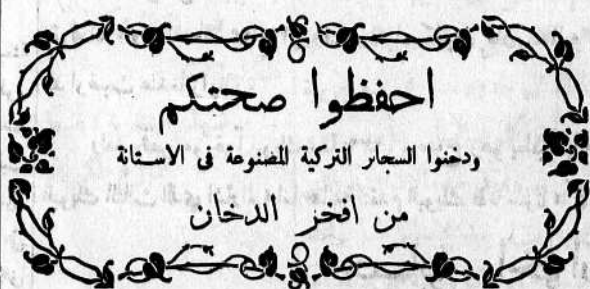 احفظوا صحتكم
ودخنوا السجار التركية المصنوعة فى الاستانة
من افخر الدخان